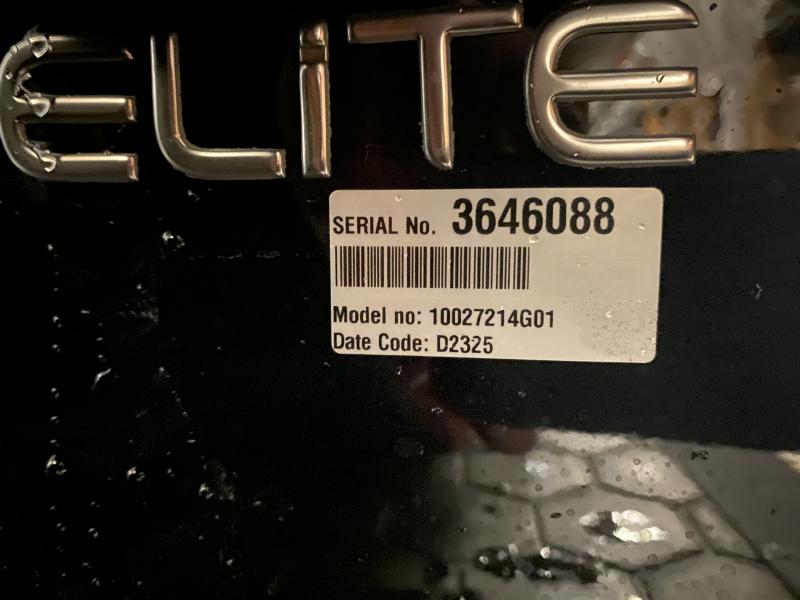 ELiTE
SERIAL No. 3646088
Model no: 10027214G01
Date Code: D2325